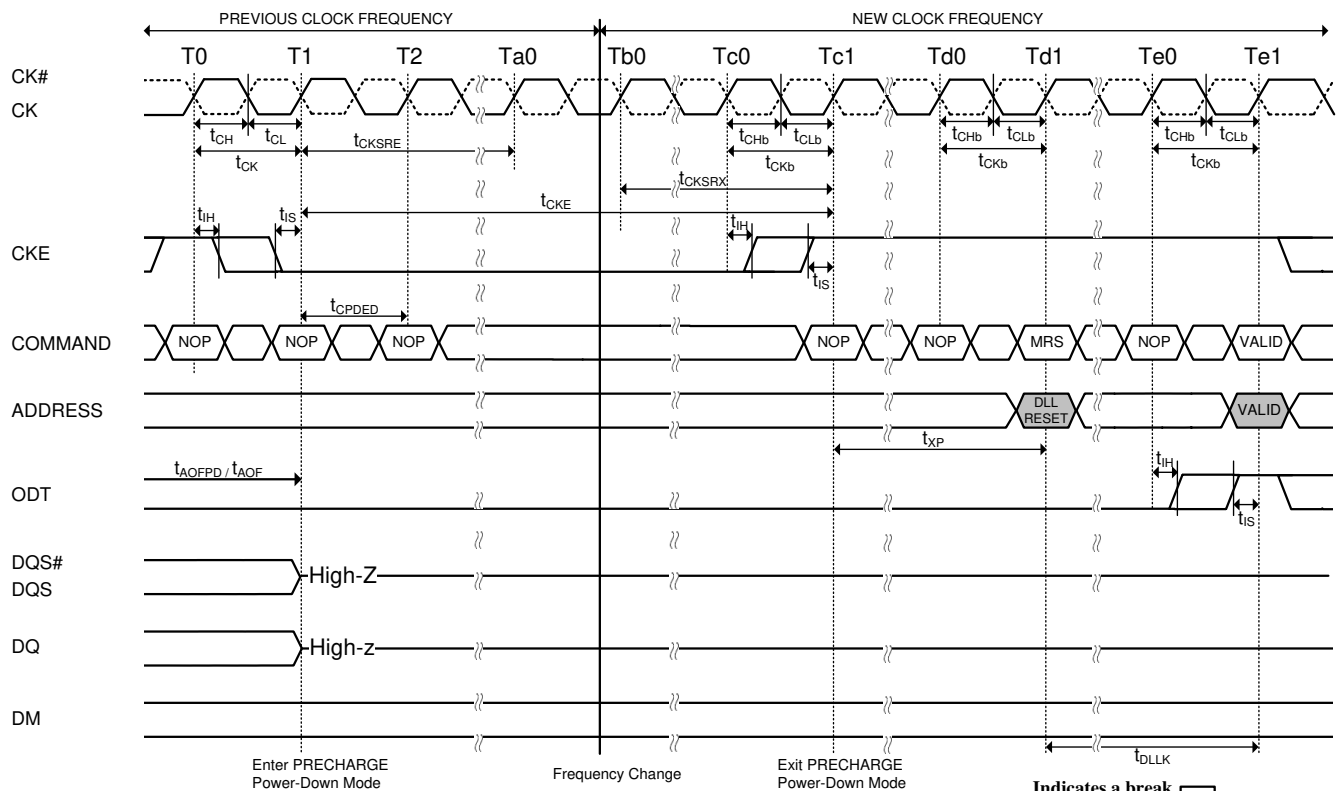 PREVIOUS CLOCK FREQUENCY NEW CLOCK FREQUENCY
T0 T1 T2 Ta0 Tb0 Tc0 Tc1 Td0 Td1 Te0 Te1
CK#
CK
tCH tCL tCHb tCLb tCHb tCLb tCHb tCLb
tCK tCKSRE tCKb tCKb tCKb
tCKSRX
tCKE
tIH tIS tIH
CKE
tIS
tCPDED
COMMAND NOP NOP NOP NOP NOP MRS NOP VALID
ADDRESS DLL RESET VALID
tXP
tAOFPD / tAOF tIH
ODT
tIS
DQS#
DQS
High-Z
DQ High-z
DM
tDLLK
Enter PRECHARGE
Power-Down Mode
Frequency Change
Exit PRECHARGE
Power-Down Mode
Indicates a break